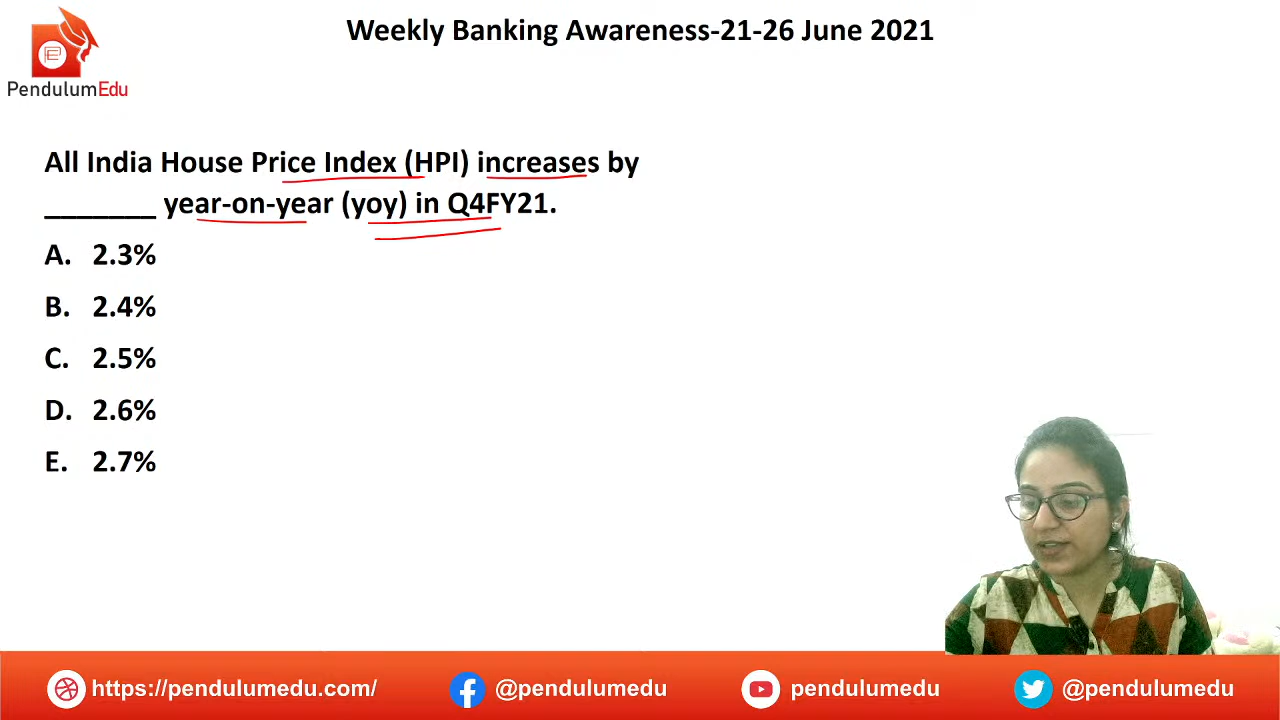 Weekly Banking Awareness-21-26 June 2021
PendulumEdu
All India House Price Index (HPI) increases by
_______ year-on-year (yoy) in Q4FY21.
A. 2.3%
B. 2.4%
C. 2.5%
D. 2.6%
E. 2.7%
https://pendulumedu.com/ @pendulumedu pendulumedu @pendulumedu